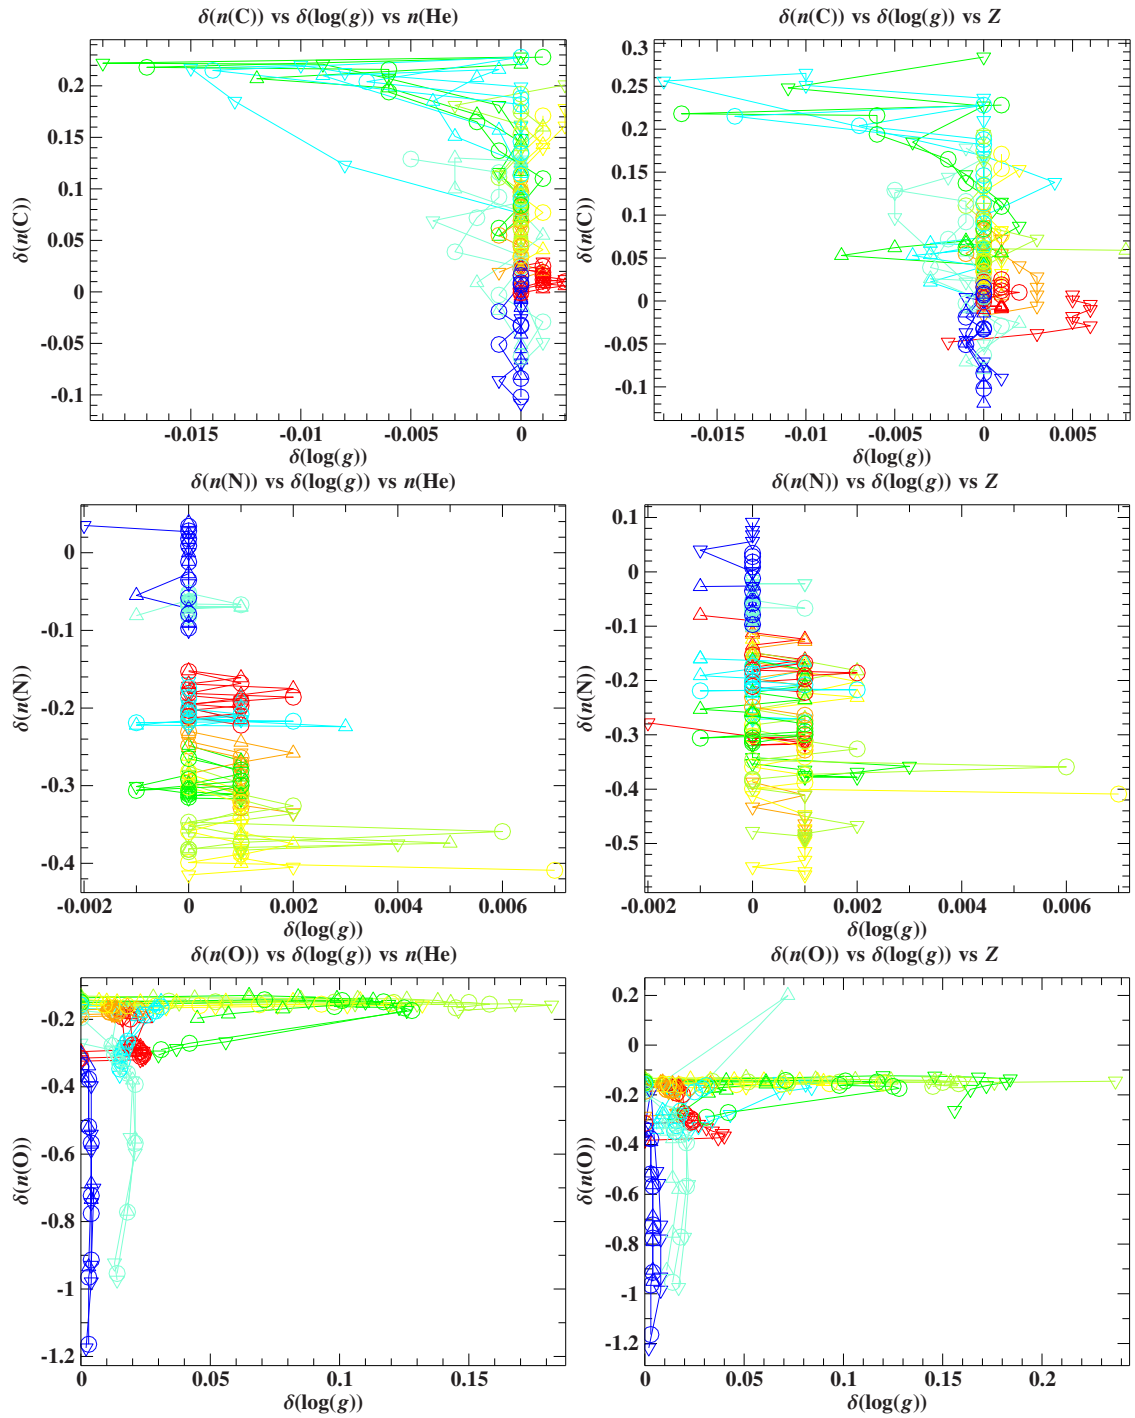 δ(n(C)) vs δ(log(g)) vs n(He)
δ(n(C)) vs δ(log(g)) vs Z
0.2
0.15
0.1
0.05
0
-0.05
-0.1
δ(n(C))
-0.015 -0.01 -0.005 0
δ(log(g))
0.3
0.25
0.2
0.15
0.1
0.05
0
-0.05
-0.1
δ(n(C))
-0.015 -0.01 -0.005 0 0.005
δ(log(g))
δ(n(N)) vs δ(log(g)) vs n(He)
δ(n(N)) vs δ(log(g)) vs Z
0
-0.1
-0.2
-0.3
-0.4
δ(n(N))
-0.002 0 0.002 0.004 0.006
δ(log(g))
0.1
0
-0.1
-0.2
-0.3
-0.4
-0.5
δ(n(N))
-0.002 0 0.002 0.004 0.006
δ(log(g))
δ(n(O)) vs δ(log(g)) vs n(He)
δ(n(O)) vs δ(log(g)) vs Z
-0.2
-0.4
-0.6
-0.8
-1
-1.2
δ(n(O))
0 0.05 0.1 0.15
δ(log(g))
0.2
0
-0.2
-0.4
-0.6
-0.8
-1
-1.2
δ(n(O))
0 0.05 0.1 0.15 0.2
δ(log(g))